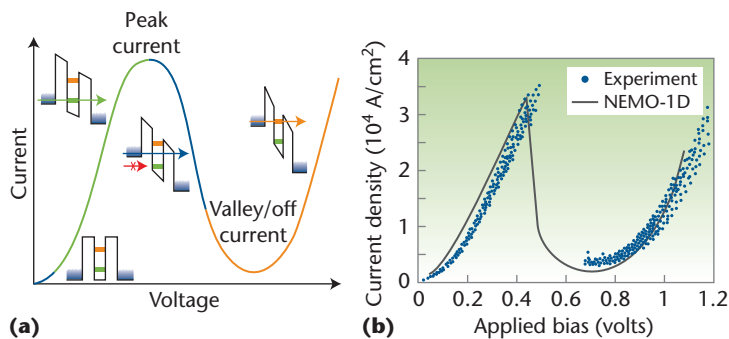 Peak
current
Current
Valley/off
current
Voltage
(a)
Current density (10⁴ A/cm²)
4
3
2
1
0
Experiment
NEMO-1D
0 0.2 0.4 0.6 0.8 1.0 1.2
Applied bias (volts)
(b)